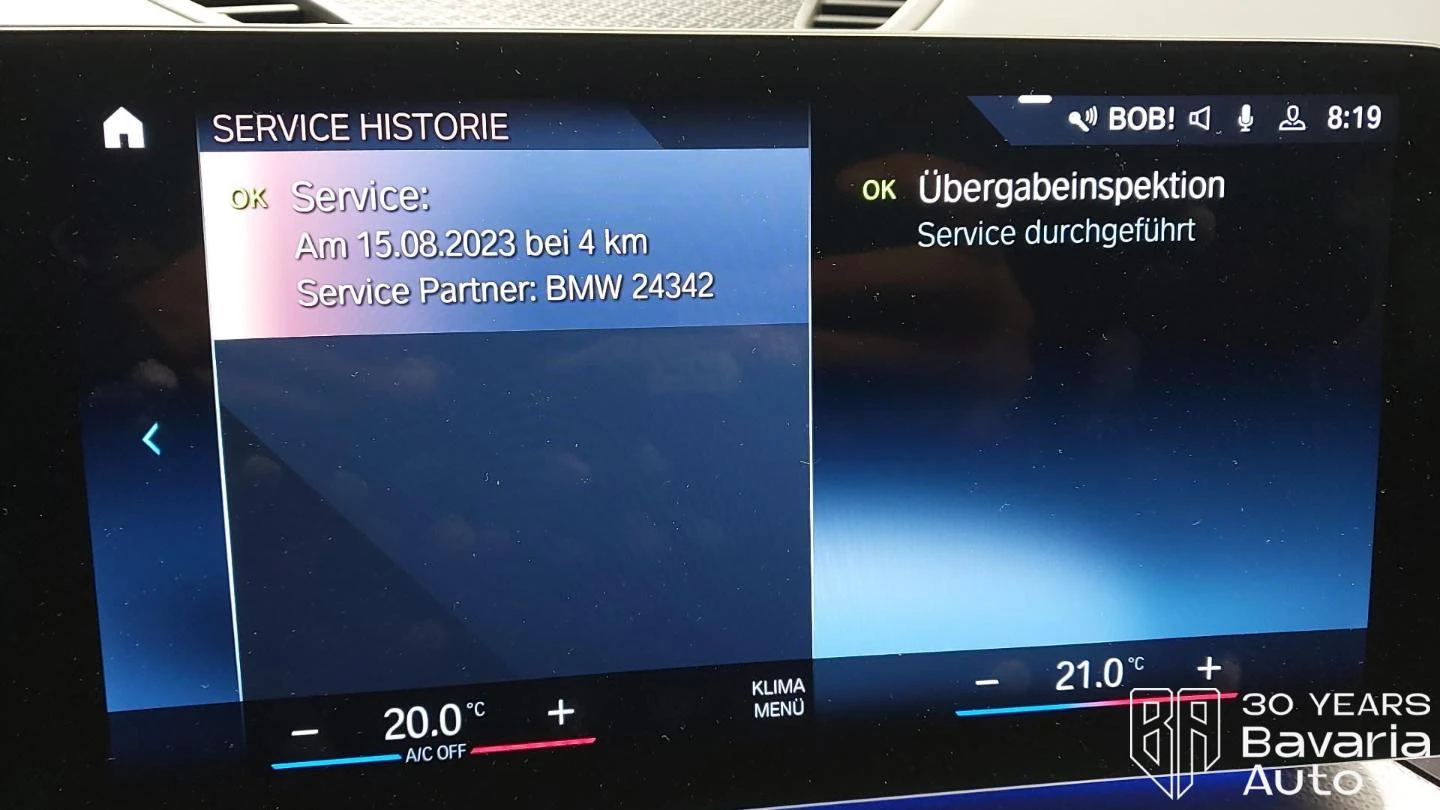 SERVICE HISTORIE
BOB! 8:19
OK Service:
Am 15.08.2023 bei 4 km
Service Partner: BMW 24342
OK Übergabeinspektion
Service durchgeführt
KLIMA
MENÜ
− 20.0 °C +
A/C OFF
− 21.0 °C +
BA
30 YEARS
Bavaria
Auto